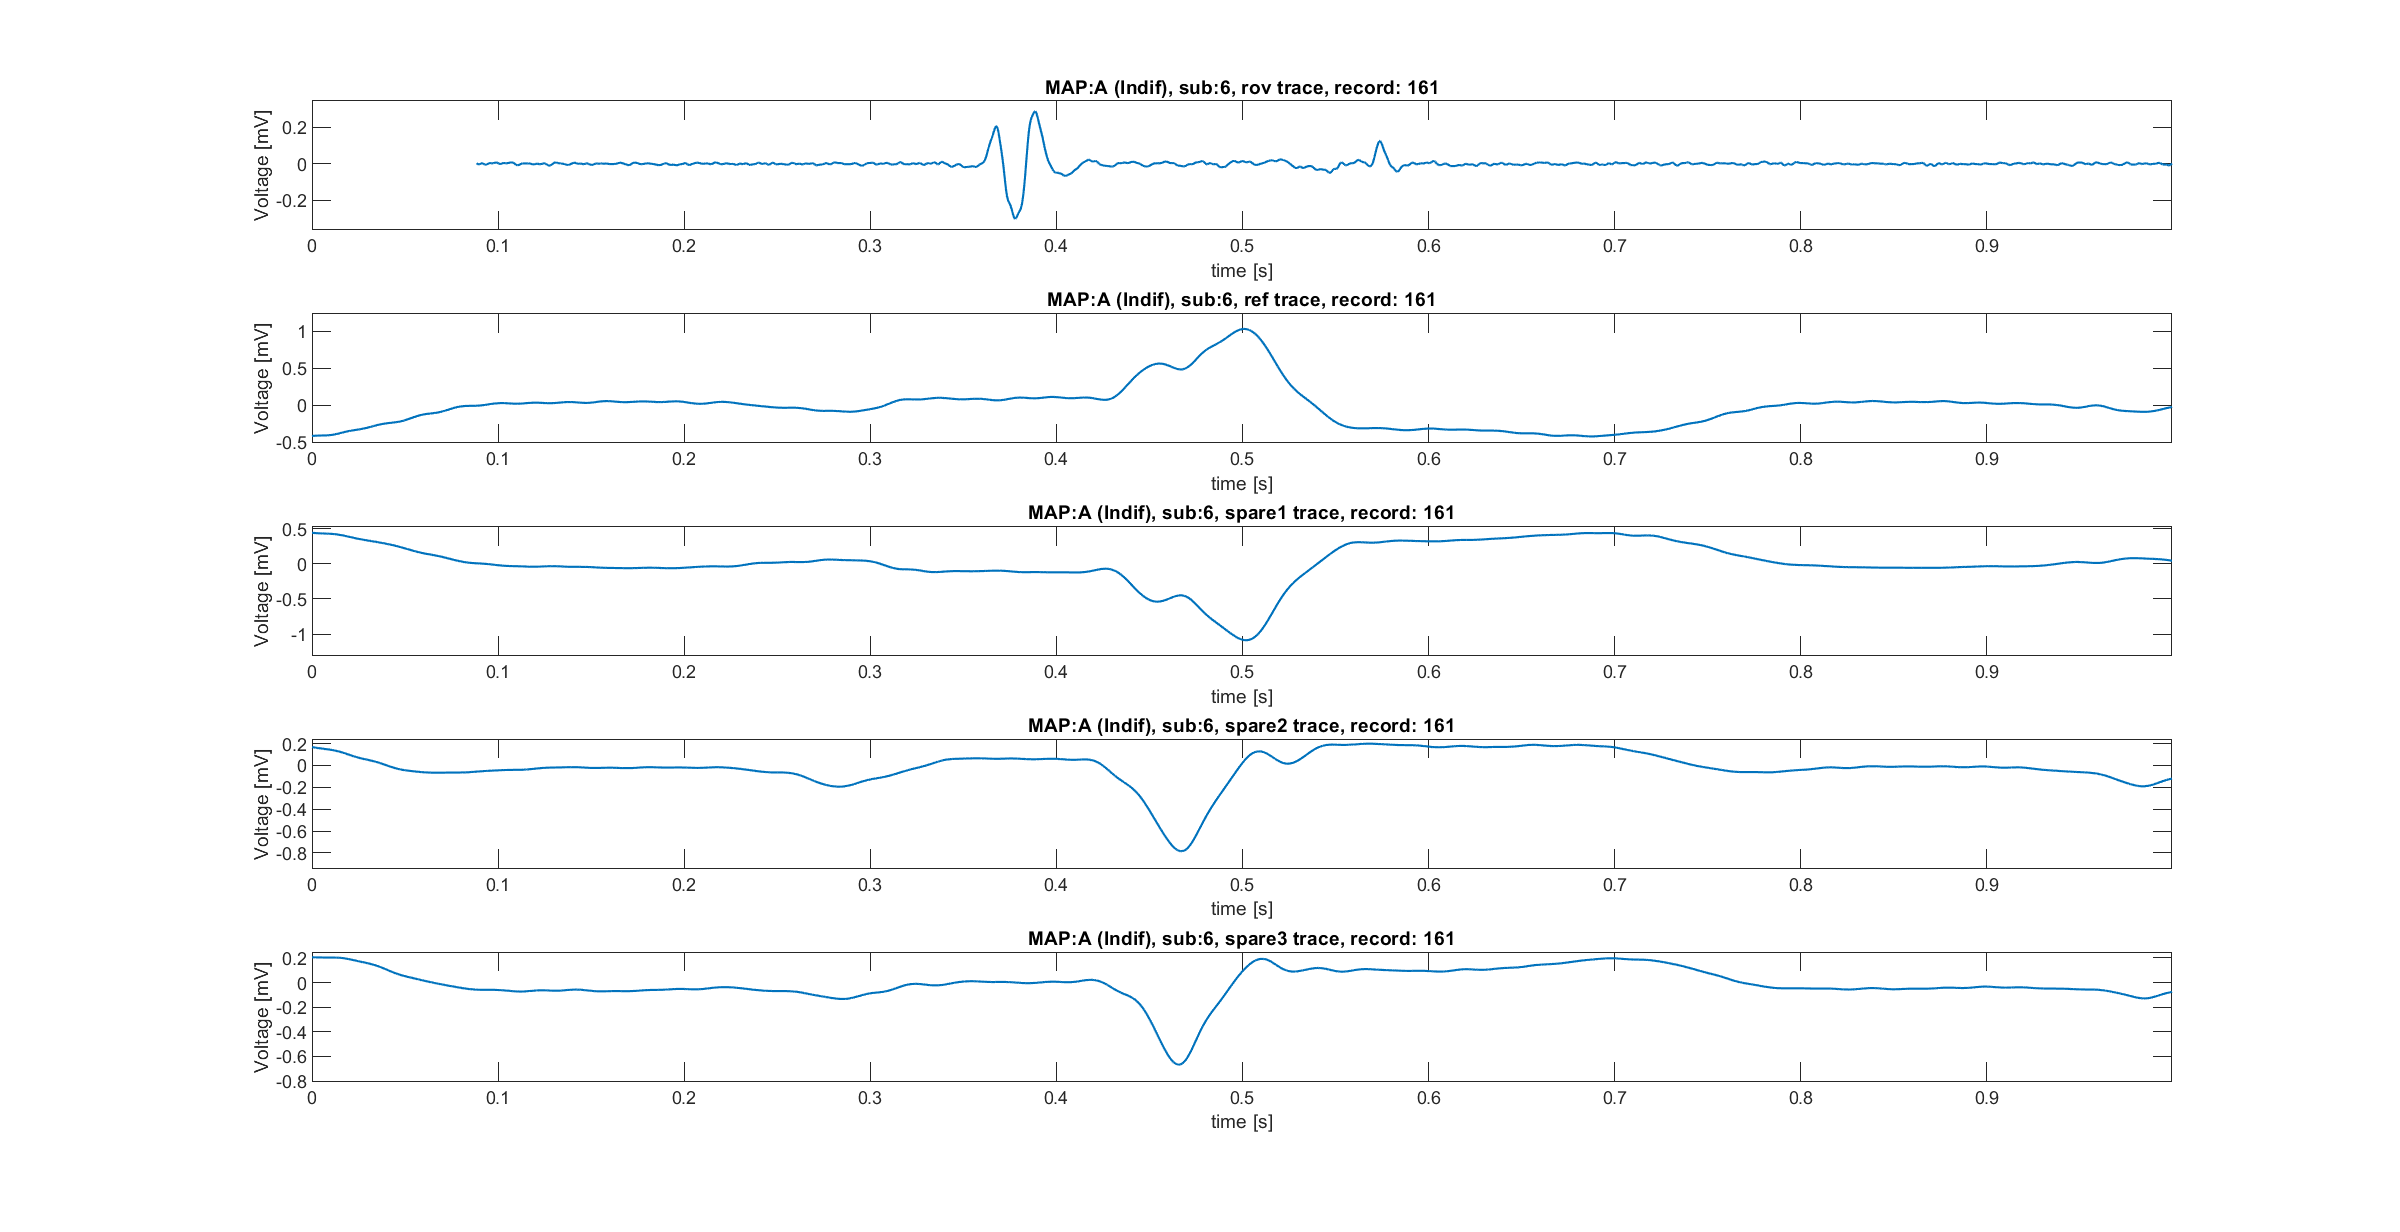 MAP:A (Indif), sub:6, rov trace, record: 161
Voltage [mV]
0.2
0
-0.2
0 0.1 0.2 0.3 0.4 0.5 0.6 0.7 0.8 0.9
time [s]
MAP:A (Indif), sub:6, ref trace, record: 161
Voltage [mV]
1
0.5
0
-0.5
0 0.1 0.2 0.3 0.4 0.5 0.6 0.7 0.8 0.9
time [s]
MAP:A (Indif), sub:6, spare1 trace, record: 161
Voltage [mV]
0.5
0
-0.5
-1
0 0.1 0.2 0.3 0.4 0.5 0.6 0.7 0.8 0.9
time [s]
MAP:A (Indif), sub:6, spare2 trace, record: 161
Voltage [mV]
0.2
0
-0.2
-0.4
-0.6
-0.8
0 0.1 0.2 0.3 0.4 0.5 0.6 0.7 0.8 0.9
time [s]
MAP:A (Indif), sub:6, spare3 trace, record: 161
Voltage [mV]
0.2
0
-0.2
-0.4
-0.6
-0.8
0 0.1 0.2 0.3 0.4 0.5 0.6 0.7 0.8 0.9
time [s]